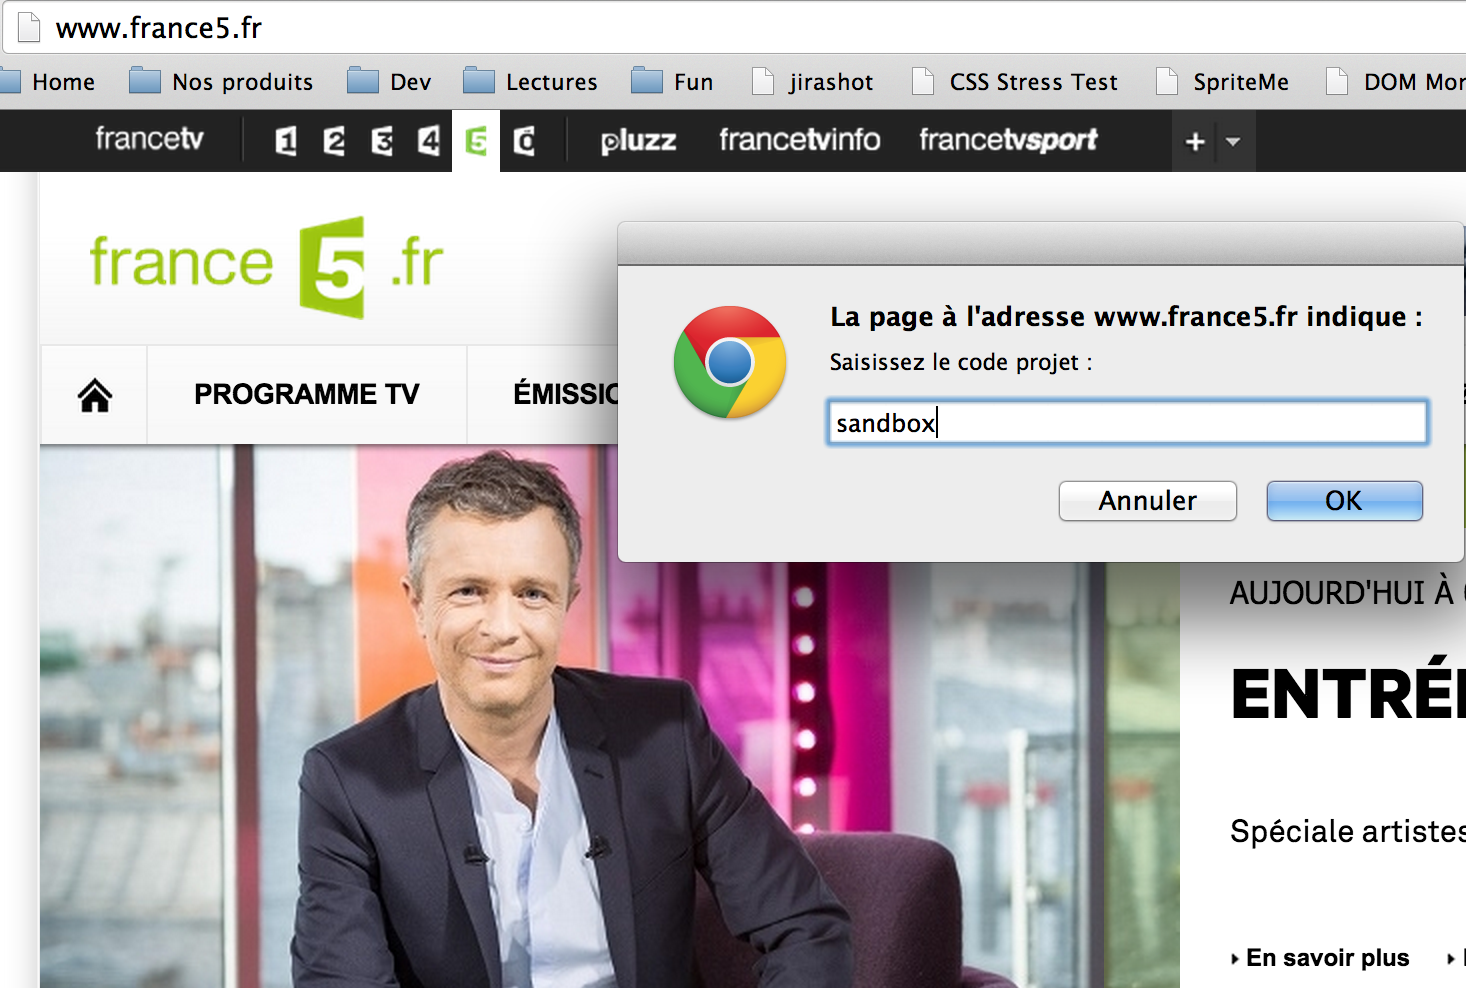 www.france5.fr
Home Nos produits Dev Lectures Fun jirashot CSS Stress Test SpriteMe DOM Mor
francetv 1 2 3 4 5 ô pluzz francetvinfo francetvsport +
france 5 .fr
La page à l'adresse www.france5.fr indique :
Saisissez le code projet :
sandbox
Annuler OK
PROGRAMME TV ÉMISSIO
AUJOURD'HUI À
ENTRÉE
Spéciale artistes
En savoir plus